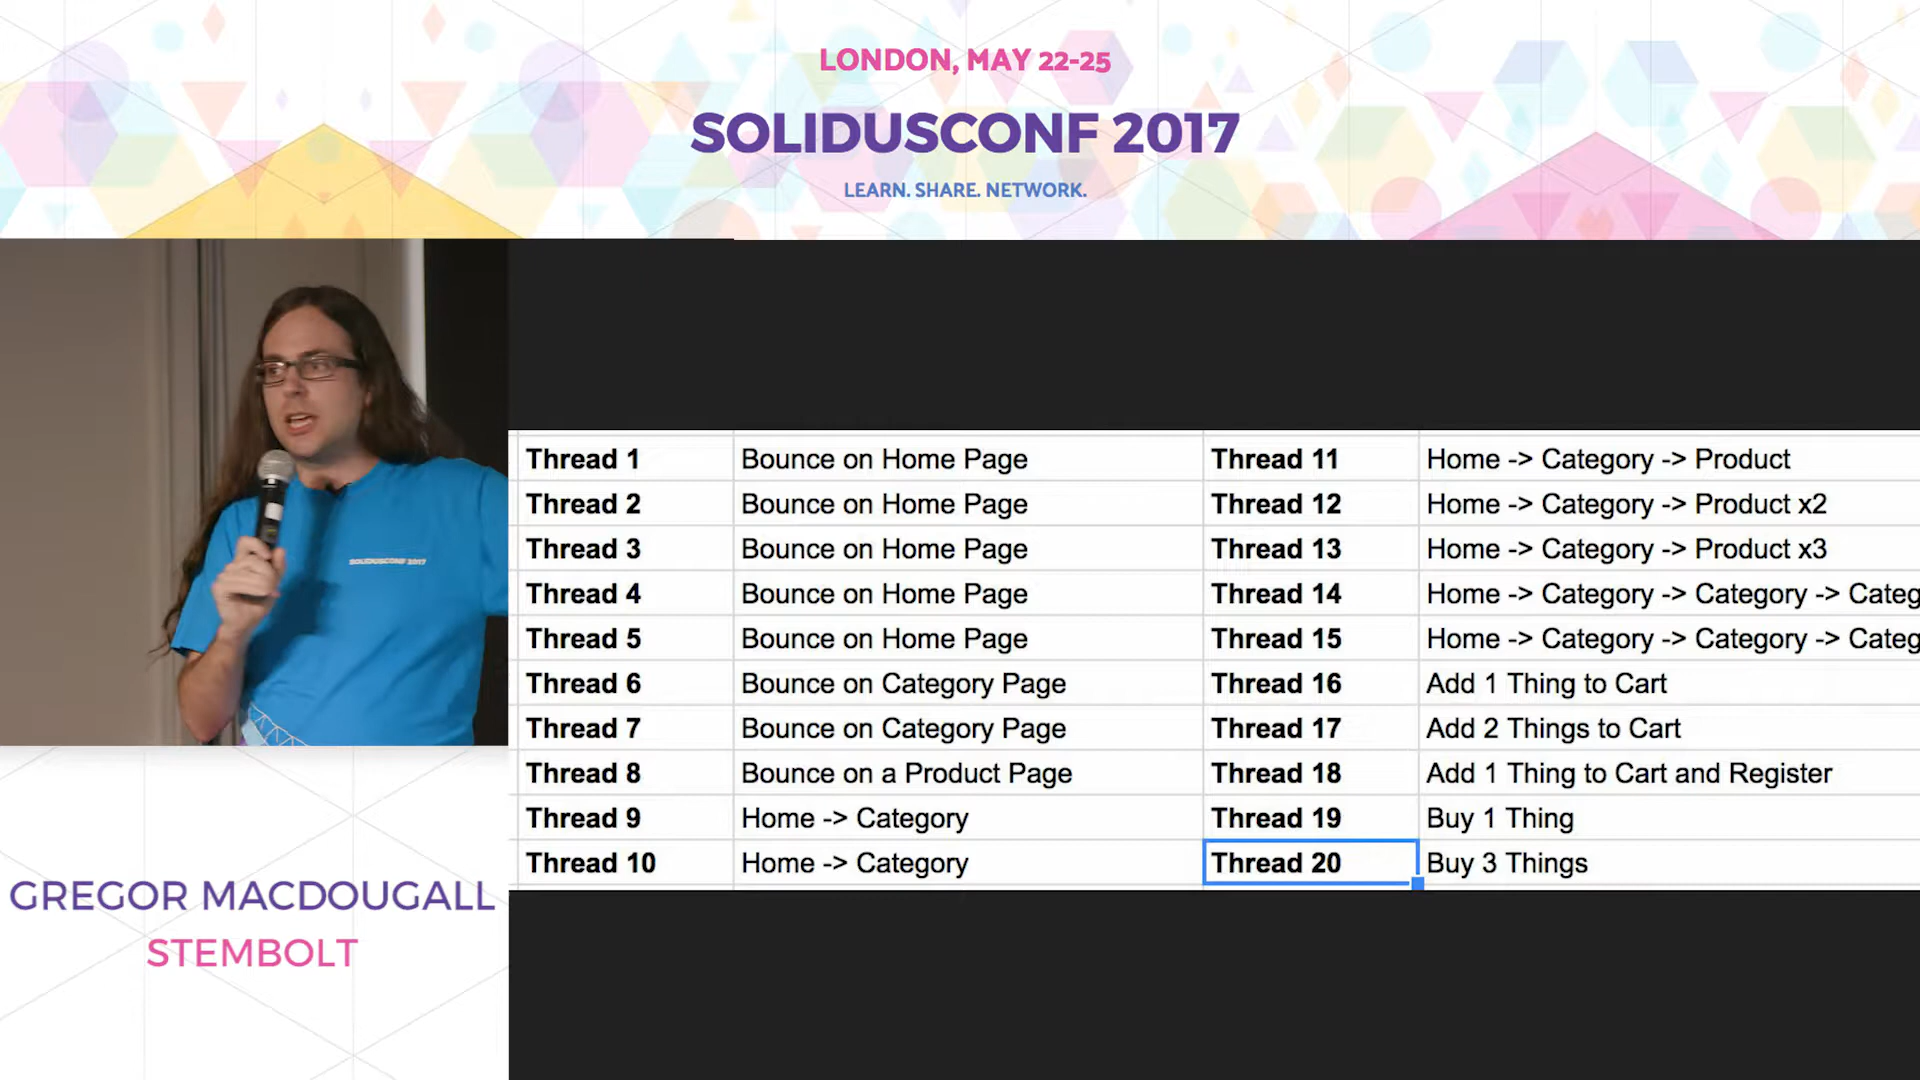 LONDON, MAY 22-25
SOLIDUSCONF 2017
LEARN. SHARE. NETWORK.
SOLIDUSCONF 2017
GREGOR MACDOUGALL
STEMBOLT
Thread 1 Bounce on Home Page Thread 11 Home -> Category -> Product
Thread 2 Bounce on Home Page Thread 12 Home -> Category -> Product x2
Thread 3 Bounce on Home Page Thread 13 Home -> Category -> Product x3
Thread 4 Bounce on Home Page Thread 14 Home -> Category -> Category -> Categ
Thread 5 Bounce on Home Page Thread 15 Home -> Category -> Category -> Categ
Thread 6 Bounce on Category Page Thread 16 Add 1 Thing to Cart
Thread 7 Bounce on Category Page Thread 17 Add 2 Things to Cart
Thread 8 Bounce on a Product Page Thread 18 Add 1 Thing to Cart and Register
Thread 9 Home -> Category Thread 19 Buy 1 Thing
Thread 10 Home -> Category Thread 20 Buy 3 Things